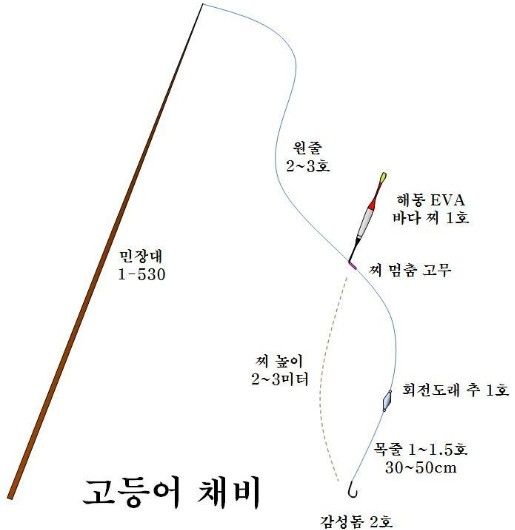 원줄
2~3호
해동 EVA
바다 찌 1호
민장대
1-530
찌 멈춤 고무
찌 높이
2~3미터
회전도래 추 1호
목줄 1~1.5호
30~50cm
고등어 채비
감성돔 2호